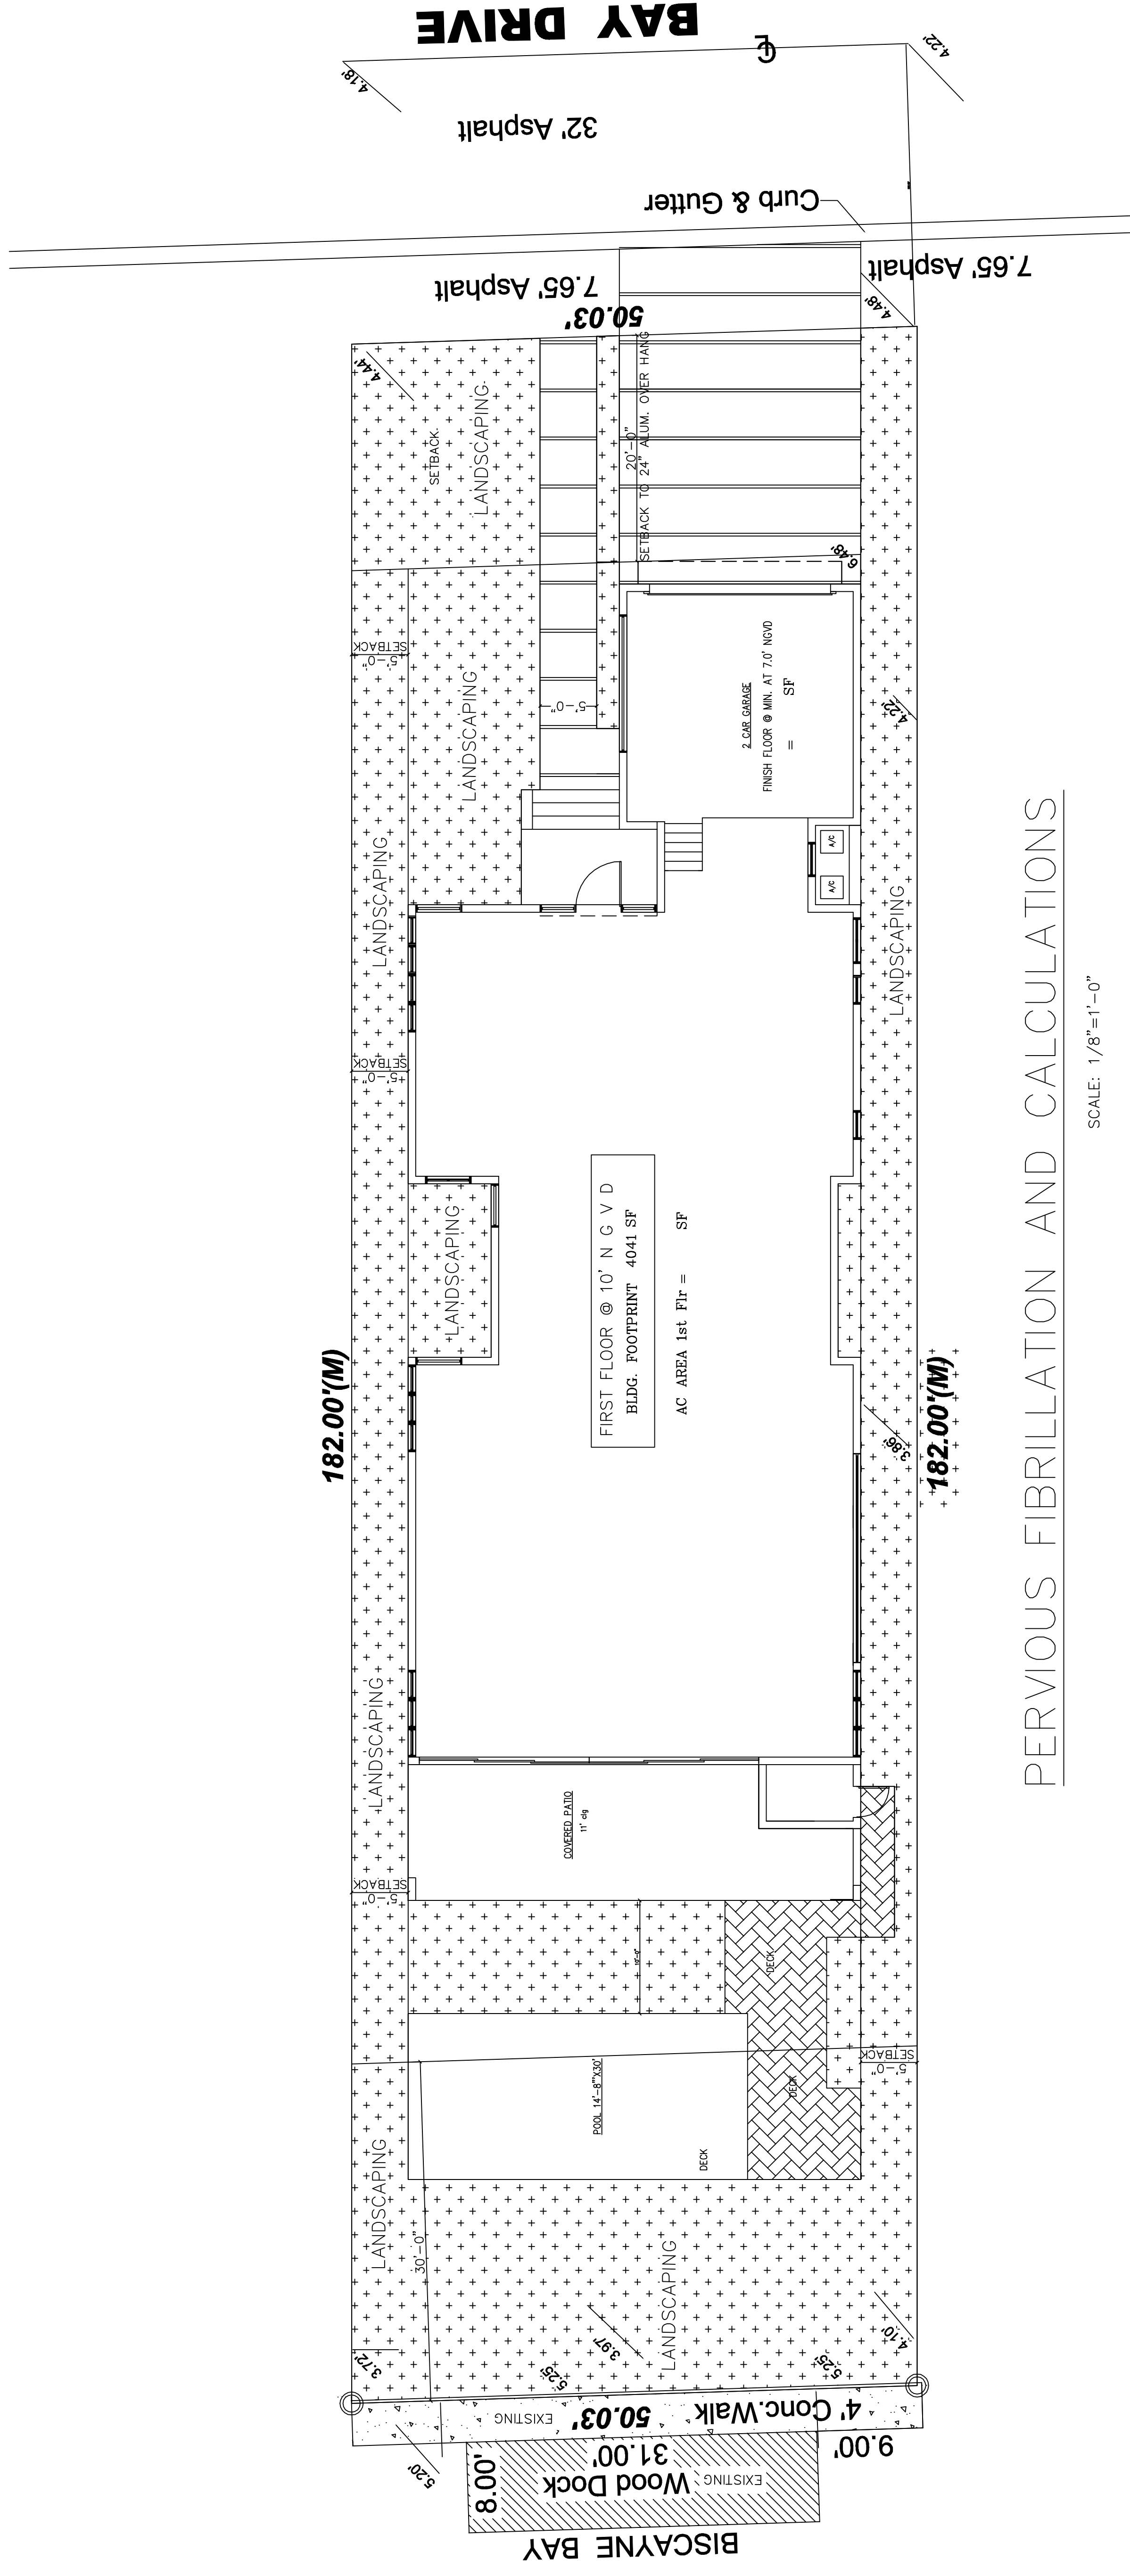 BAY DRIVE
4.18'
4.22'
32' Asphalt
Curb & Gutter
7.65' Asphalt
7.65' Asphalt
50.03'
4.48'
4.44'
SETBACK
LANDSCAPING
20'-0"
SETBACK TO 24" ALUM. OVER HANG
6.48'
SETBACK
5'-0"
LANDSCAPING
5'-0"
2 CAR GARAGE
FINISH FLOOR @ MIN. AT 7.0' NGVD
= SF
4.22'
LANDSCAPING
A/C
A/C
LANDSCAPING
SETBACK
5'-0"
LANDSCAPING
FIRST FLOOR @ 10' N G V D
BLDG. FOOTPRINT 4041 SF
AC AREA 1st Flr = SF
182.00'(M)
182.00'(M)
3.86'
PERVIOUS FIBRILLATION AND CALCULATIONS
SCALE: 1/8"=1'-0"
LANDSCAPING
COVERED PATIO
11' clg
SETBACK
5'-0"
DECK
SETBACK
5'-0"
POOL 14'-8"X30'
DECK
DECK
LANDSCAPING
30'-0"
LANDSCAPING
3.72'
3.97'
4.10'
5.25'
5.25'
EXISTING
50.03'
4' Conc.Walk
5.20'
8.00'
31.00'
9.00'
Wood Dock
EXISTING
BISCAYNE BAY